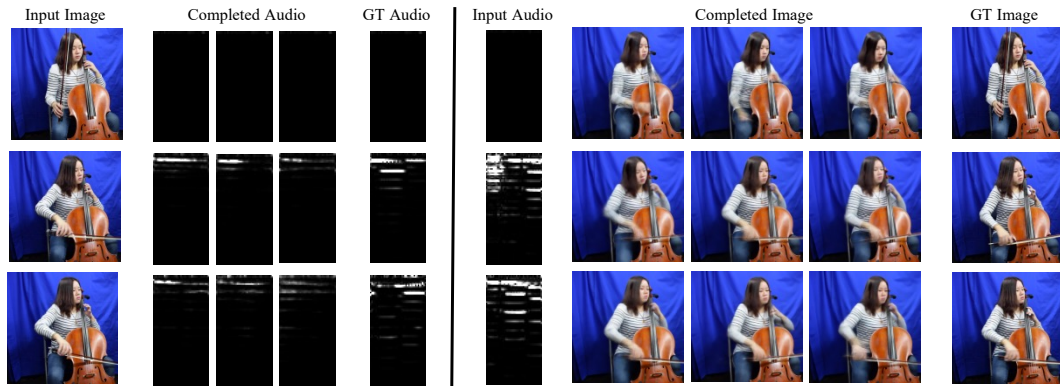 Input Image
Completed Audio
GT Audio
Input Audio
Completed Image
GT Image